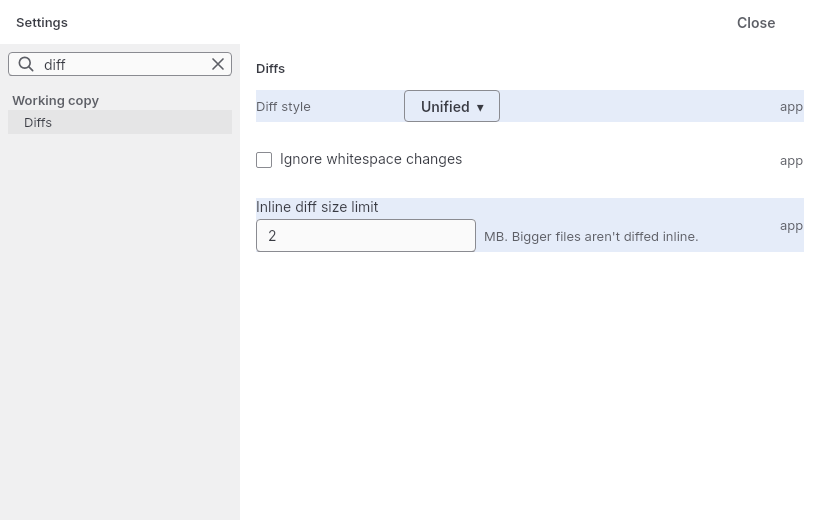 Settings
Close
diff
Working copy
Diffs
Diffs
Diff style
Unified ▾
app
Ignore whitespace changes
app
Inline diff size limit
2
MB. Bigger files aren't diffed inline.
app